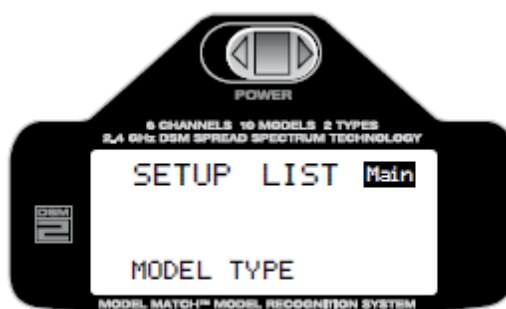 POWER
6 CHANNELS 10 MODELS 2 TYPES
2.4 GHz DSM SPREAD SPECTRUM TECHNOLOGY
SETUP LIST Main
DSM
2
MODEL TYPE
MODEL MATCH™ MODEL RECOGNITION SYSTEM